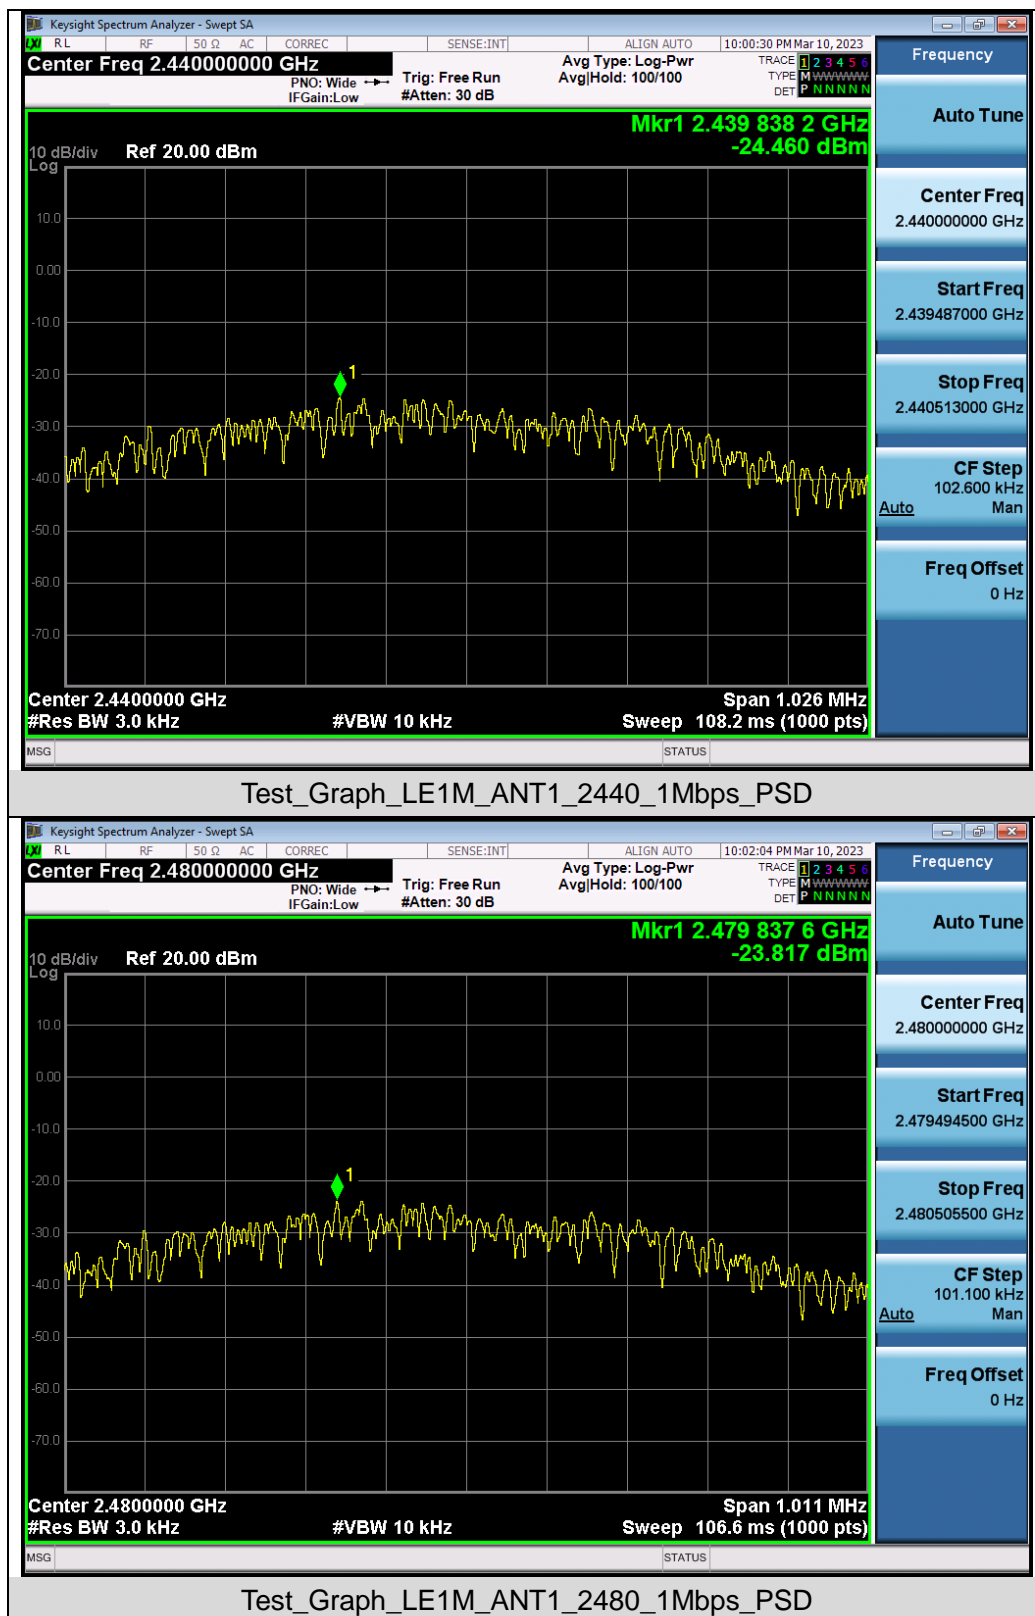 Keysight Spectrum Analyzer - Swept SA
LXI RL RF 50 Ω AC CORREC SENSE:INT ALIGN AUTO 10:00:30 PM Mar 10, 2023
Center Freq 2.440000000 GHz
PNO: Wide
IFGain:Low
Trig: Free Run
#Atten: 30 dB
Avg Type: Log-Pwr
Avg|Hold: 100/100
TRACE 1 2 3 4 5 6
TYPE M WWWWW
DET P N N N N N
Mkr1 2.439 838 2 GHz
-24.460 dBm
10 dB/div Ref 20.00 dBm
Log
10.0
0.00
-10.0
-20.0
1
-30.0
-40.0
-50.0
-60.0
-70.0
Center 2.4400000 GHz Span 1.026 MHz
#Res BW 3.0 kHz #VBW 10 kHz Sweep 108.2 ms (1000 pts)
MSG STATUS
Frequency
Auto Tune
Center Freq
2.440000000 GHz
Start Freq
2.439487000 GHz
Stop Freq
2.440513000 GHz
CF Step
102.600 kHz
Auto Man
Freq Offset
0 Hz
Test_Graph_LE1M_ANT1_2440_1Mbps_PSD
Keysight Spectrum Analyzer - Swept SA
LXI RL RF 50 Ω AC CORREC SENSE:INT ALIGN AUTO 10:02:04 PM Mar 10, 2023
Center Freq 2.480000000 GHz
PNO: Wide
IFGain:Low
Trig: Free Run
#Atten: 30 dB
Avg Type: Log-Pwr
Avg|Hold: 100/100
TRACE 1 2 3 4 5 6
TYPE M WWWWW
DET P N N N N N
Mkr1 2.479 837 6 GHz
-23.817 dBm
10 dB/div Ref 20.00 dBm
Log
10.0
0.00
-10.0
-20.0
1
-30.0
-40.0
-50.0
-60.0
-70.0
Center 2.4800000 GHz Span 1.011 MHz
#Res BW 3.0 kHz #VBW 10 kHz Sweep 106.6 ms (1000 pts)
MSG STATUS
Frequency
Auto Tune
Center Freq
2.480000000 GHz
Start Freq
2.479494500 GHz
Stop Freq
2.480505500 GHz
CF Step
101.100 kHz
Auto Man
Freq Offset
0 Hz
Test_Graph_LE1M_ANT1_2480_1Mbps_PSD